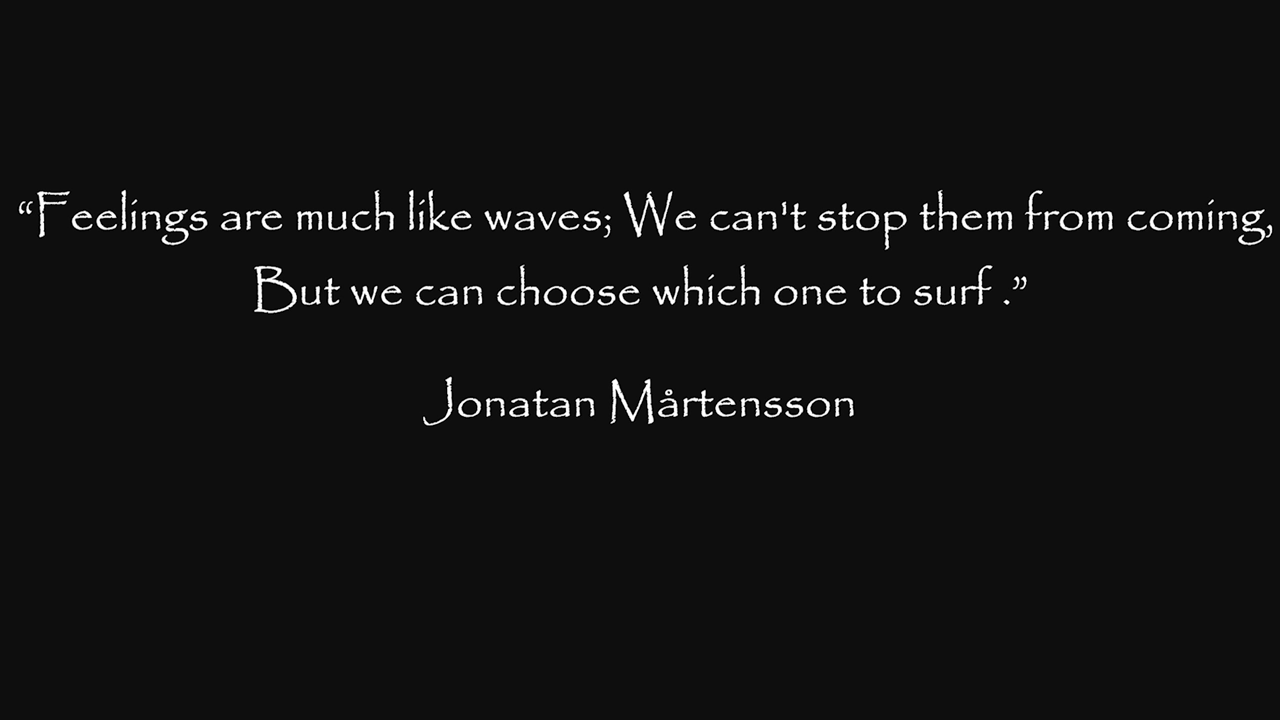 “Feelings are much like waves; We can't stop them from coming,
But we can choose which one to surf .”
Jonatan Mårtensson